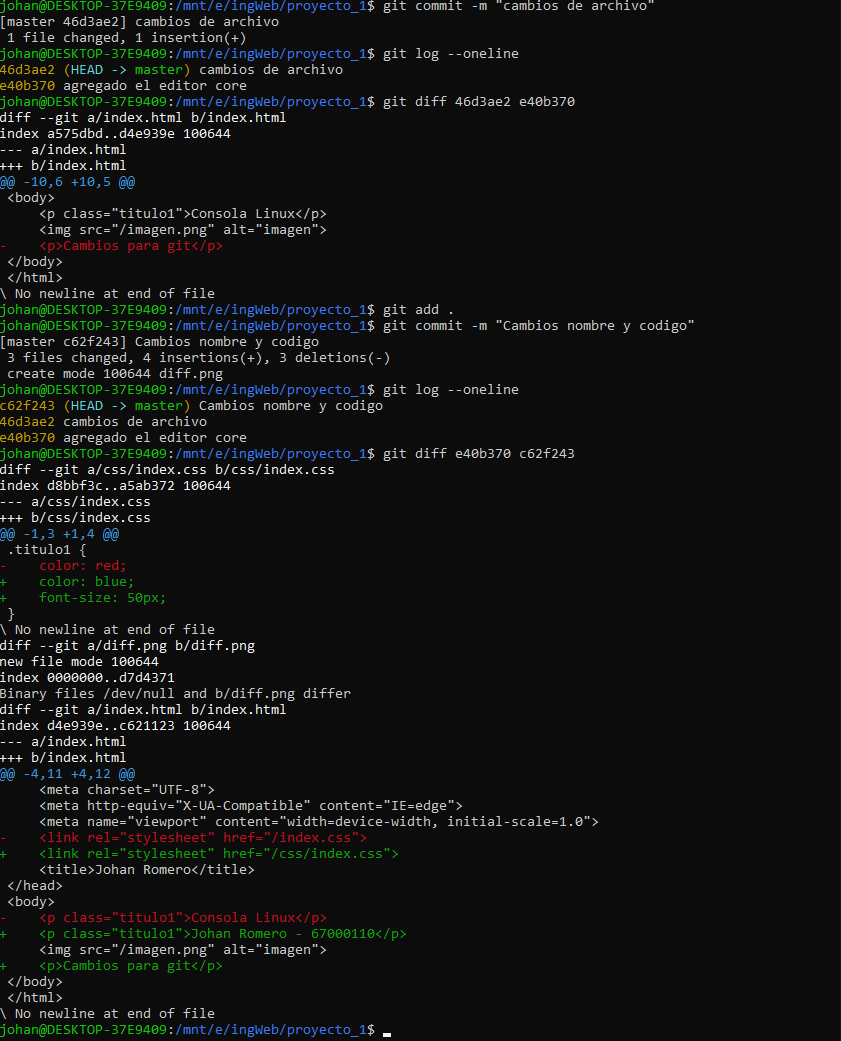 johan@DESKTOP-37E9409:/mnt/e/ingWeb/proyecto_1$ git commit -m "cambios de archivo"
[master 46d3ae2] cambios de archivo
 1 file changed, 1 insertion(+)
johan@DESKTOP-37E9409:/mnt/e/ingWeb/proyecto_1$ git log --oneline
46d3ae2 (HEAD -> master) cambios de archivo
e40b370 agregado el editor core
johan@DESKTOP-37E9409:/mnt/e/ingWeb/proyecto_1$ git diff 46d3ae2 e40b370
diff --git a/index.html b/index.html
index a575dbd..d4e939e 100644
--- a/index.html
+++ b/index.html
@@ -10,6 +10,5 @@
 <body>
     <p class="titulo1">Consola Linux</p>
     <img src="/imagen.png" alt="imagen">
-    <p>Cambios para git</p>
 </body>
 </html>
\ No newline at end of file
johan@DESKTOP-37E9409:/mnt/e/ingWeb/proyecto_1$ git add .
johan@DESKTOP-37E9409:/mnt/e/ingWeb/proyecto_1$ git commit -m "Cambios nombre y codigo"
[master c62f243] Cambios nombre y codigo
 3 files changed, 4 insertions(+), 3 deletions(-)
 create mode 100644 diff.png
johan@DESKTOP-37E9409:/mnt/e/ingWeb/proyecto_1$ git log --oneline
c62f243 (HEAD -> master) Cambios nombre y codigo
46d3ae2 cambios de archivo
e40b370 agregado el editor core
johan@DESKTOP-37E9409:/mnt/e/ingWeb/proyecto_1$ git diff e40b370 c62f243
diff --git a/css/index.css b/css/index.css
index d8bbf3c..a5ab372 100644
--- a/css/index.css
+++ b/css/index.css
@@ -1,3 +1,4 @@
 .titulo1 {
-    color: red;
+    color: blue;
+    font-size: 50px;
 }
\ No newline at end of file
diff --git a/diff.png b/diff.png
new file mode 100644
index 0000000..d7d4371
Binary files /dev/null and b/diff.png differ
diff --git a/index.html b/index.html
index d4e939e..c621123 100644
--- a/index.html
+++ b/index.html
@@ -4,11 +4,12 @@
     <meta charset="UTF-8">
     <meta http-equiv="X-UA-Compatible" content="IE=edge">
     <meta name="viewport" content="width=device-width, initial-scale=1.0">
-    <link rel="stylesheet" href="/index.css">
+    <link rel="stylesheet" href="/css/index.css">
     <title>Johan Romero</title>
 </head>
 <body>
-    <p class="titulo1">Consola Linux</p>
+    <p class="titulo1">Johan Romero - 67000110</p>
     <img src="/imagen.png" alt="imagen">
+    <p>Cambios para git</p>
 </body>
 </html>
\ No newline at end of file
johan@DESKTOP-37E9409:/mnt/e/ingWeb/proyecto_1$